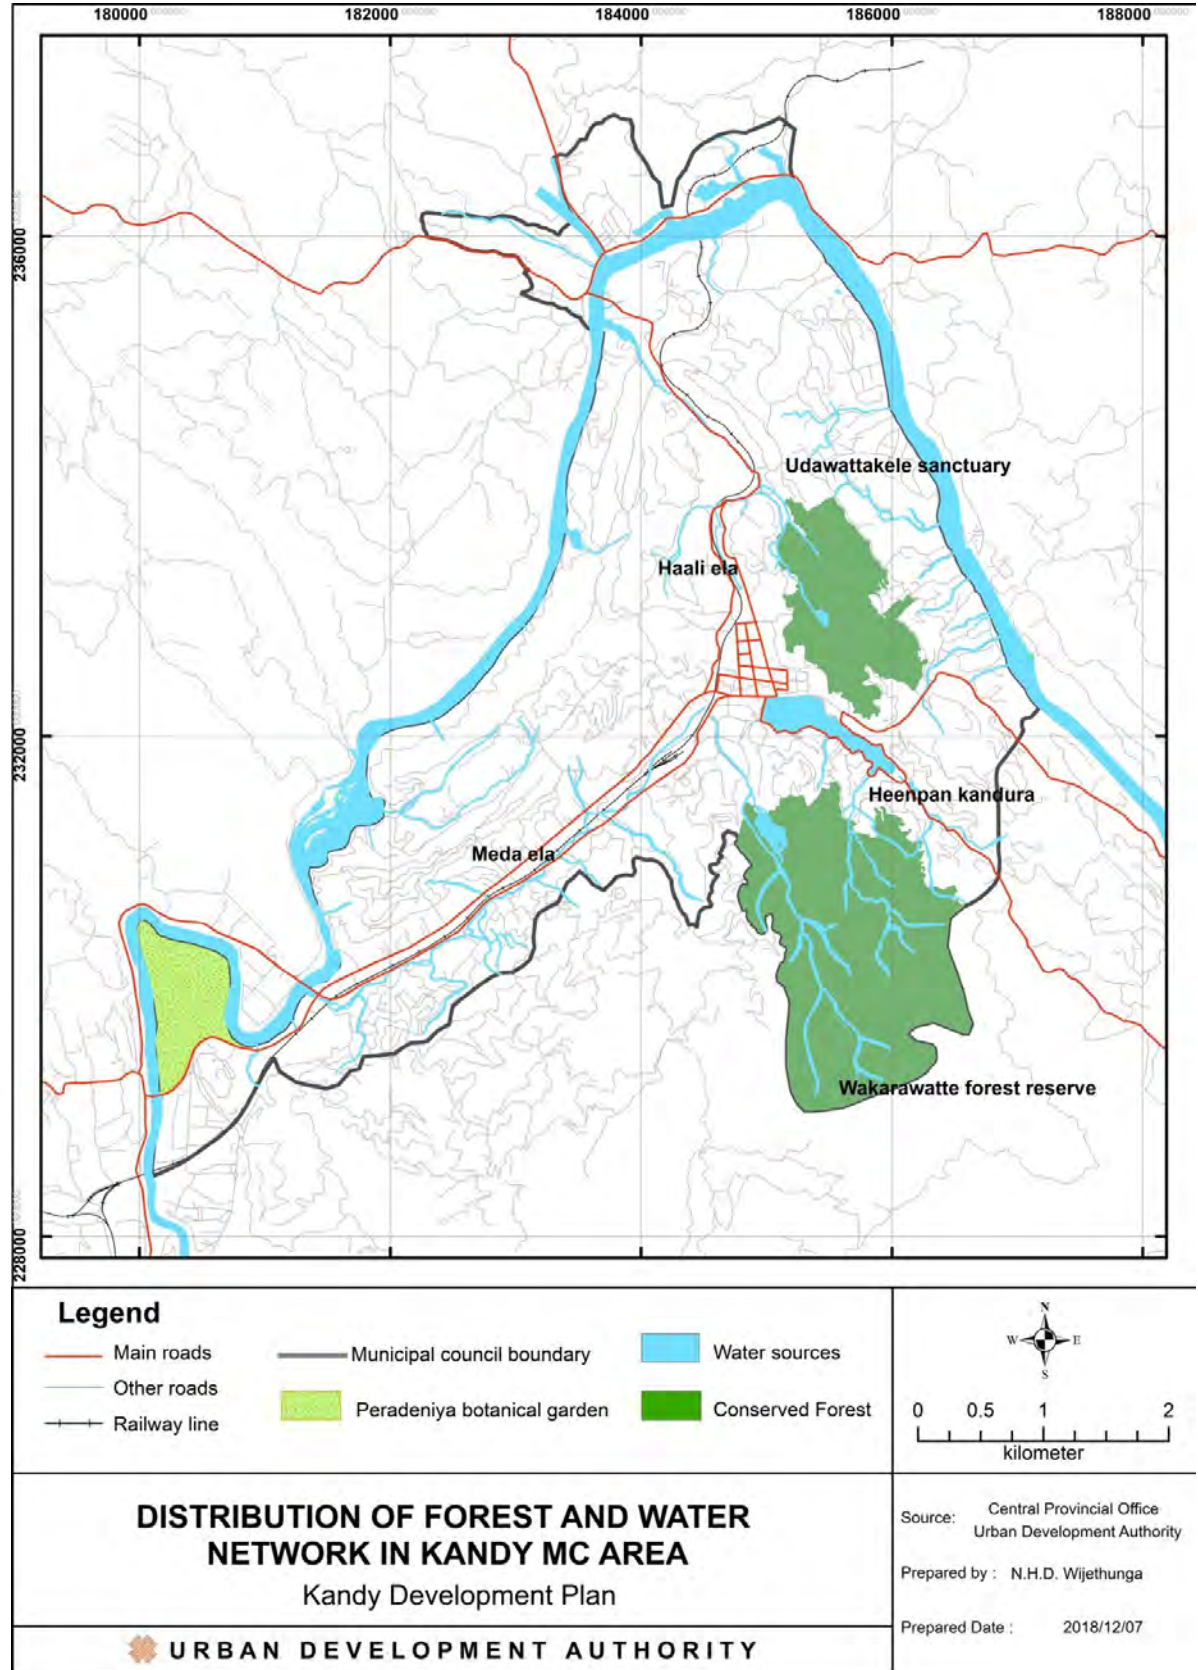 180000 182000 184000 186000 188000
236000
232000
228000
Udawattakele sanctuary
Haali ela
Heenpan kandura
Meda ela
Wakarawatte forest reserve
Legend
Main roads
Other roads
Railway line
Municipal council boundary
Peradeniya botanical garden
Water sources
Conserved Forest
N
W E
S
0 0.5 1 2
kilometer
DISTRIBUTION OF FOREST AND WATER
NETWORK IN KANDY MC AREA
Kandy Development Plan
URBAN DEVELOPMENT AUTHORITY
Source: Central Provincial Office
Urban Development Authority
Prepared by : N.H.D. Wijethunga
Prepared Date : 2018/12/07